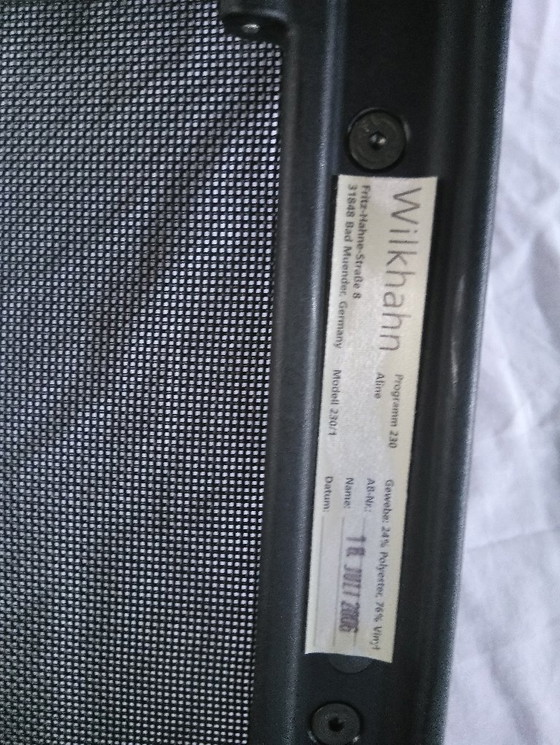 Wilkhahn
Fritz-Hahne-Straße 8
31848 Bad Muender, Germany
Programm 230
Aline
Modell 230/1
Gewebe: 24% Polyester, 76% Vinyl
AB-Nr.:
Name:
Datum:
18. JULI 2006